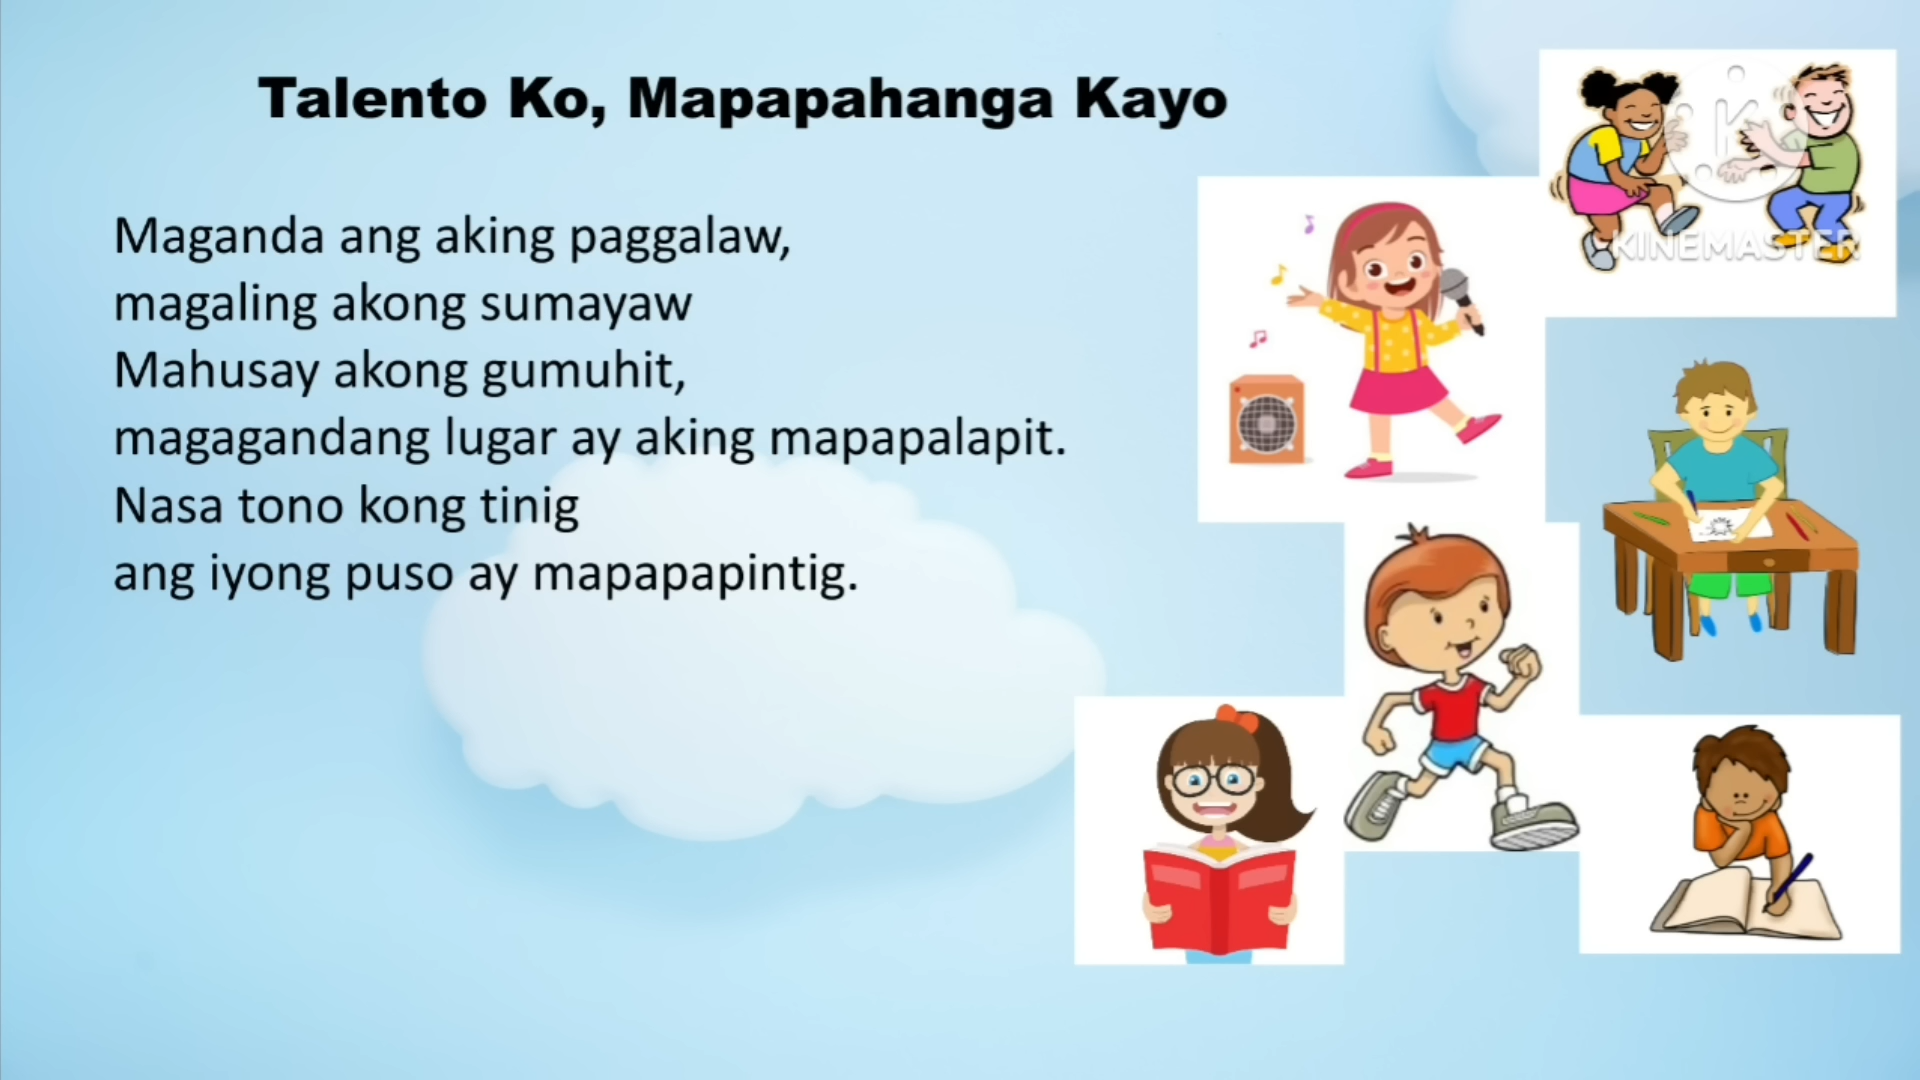 Talento Ko, Mapapahanga Kayo
Maganda ang aking paggalaw,
magaling akong sumayaw
Mahusay akong gumuhit,
magagandang lugar ay aking mapapalapit.
Nasa tono kong tinig
ang iyong puso ay mapapapintig.
K
KINEMASTER